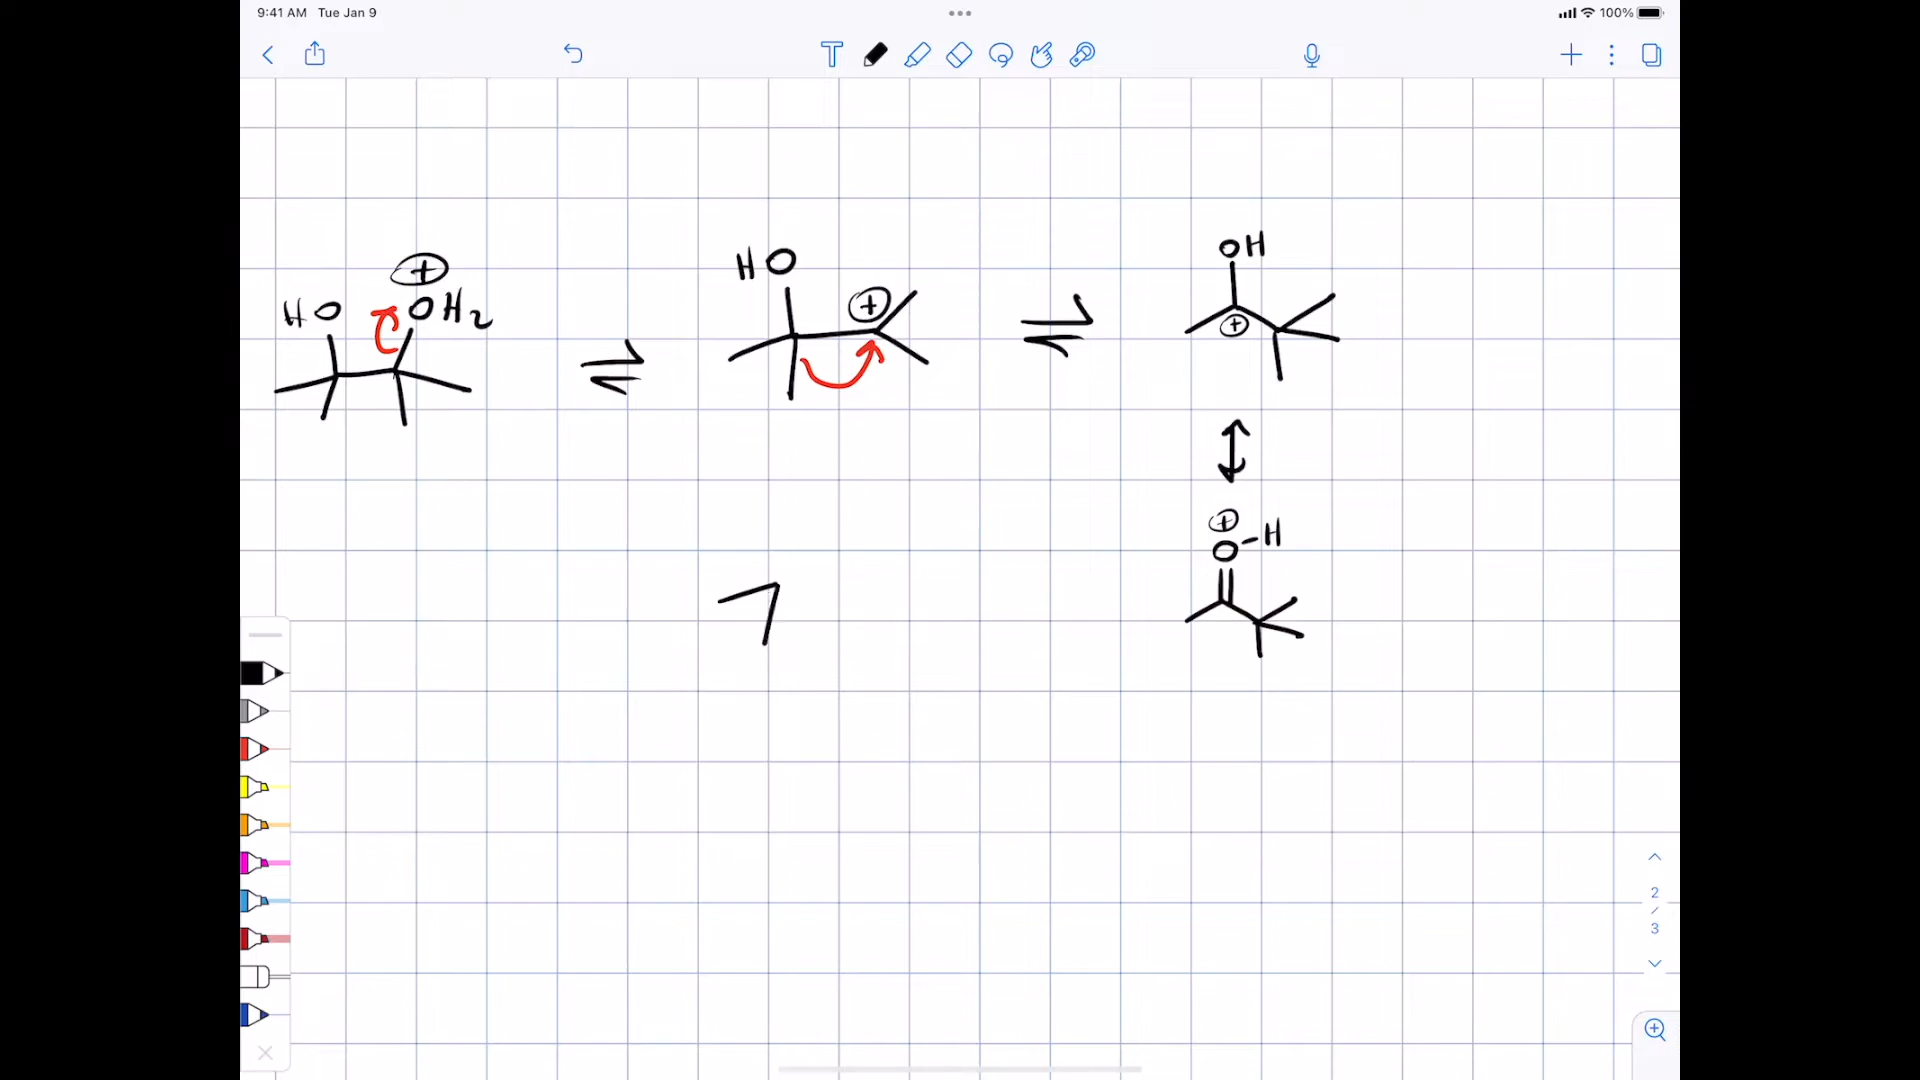 9:41 AM Tue Jan 9
100%
OH
HO
+
+
HO
OH2
+
+
O-H
T
2
/
3